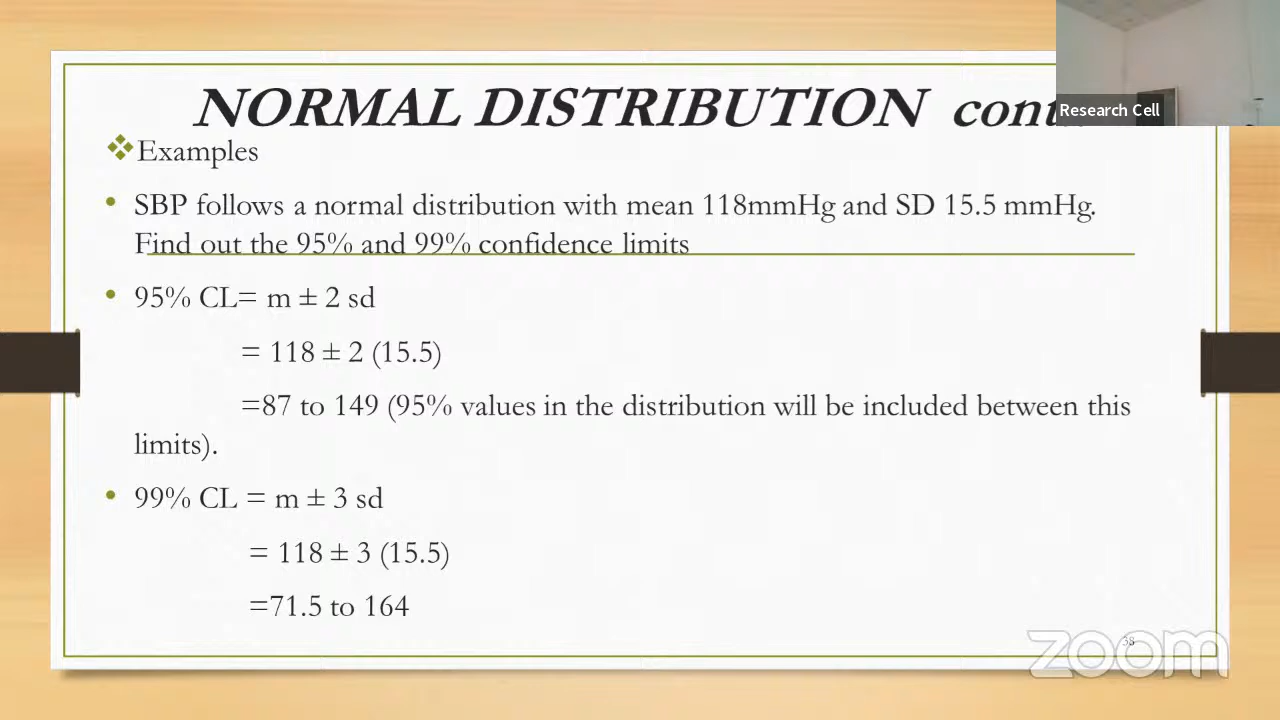 NORMAL DISTRIBUTION
Research Cell
Examples
SBP follows a normal distribution with mean 118mmHg and SD 15.5 mmHg.
Find out the 95% and 99% confidence limits
95% CL= m ± 2 sd
= 118 ± 2 (15.5)
=87 to 149 (95% values in the distribution will be included between this
limits).
99% CL = m ± 3 sd
= 118 ± 3 (15.5)
=71.5 to 164
38
zoom